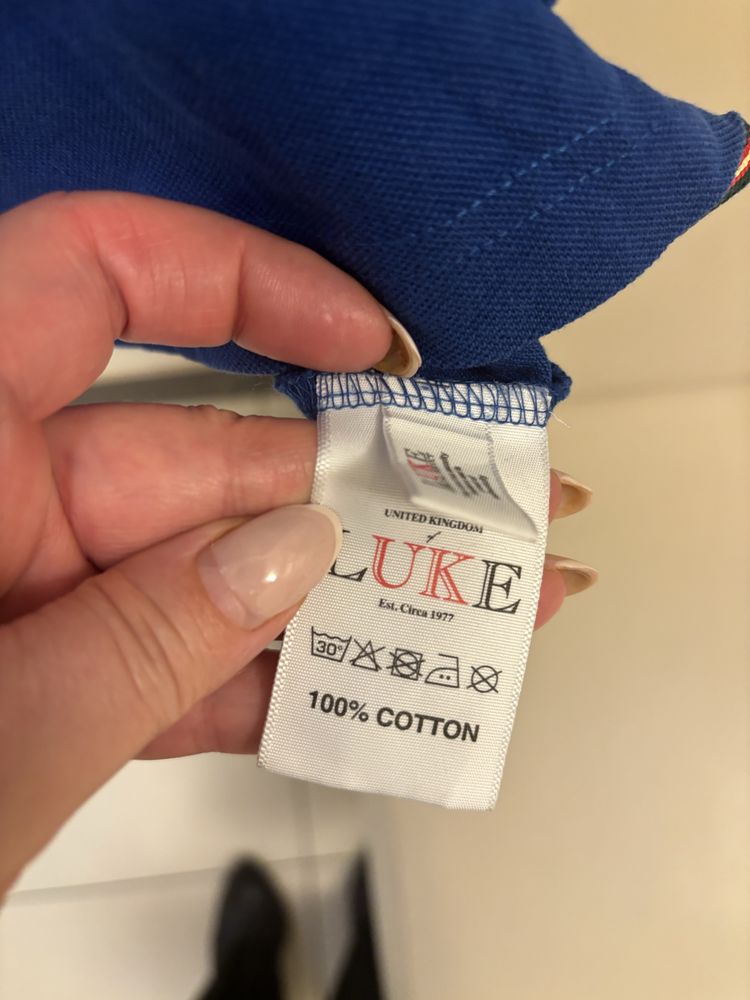 UNITED KINGDOM
of
LUKE
Est. Circa 1977
30°
100% COTTON